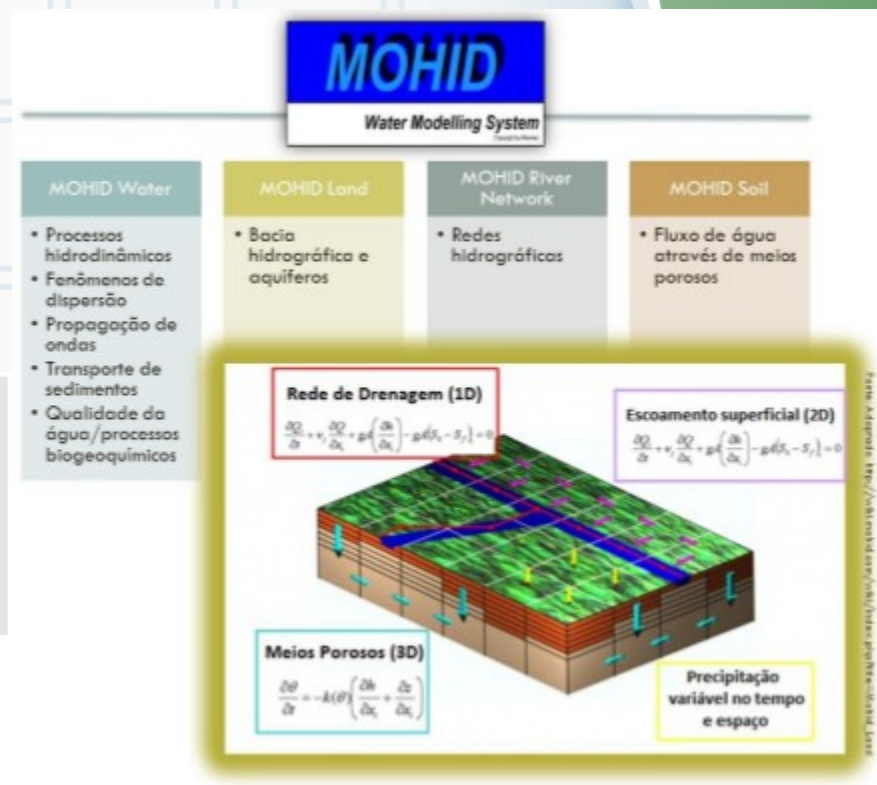 MOHID
Water Modelling System
MOHID Water
• Processos
hidrodinâmicos
• Fenômenos de
dispersão
• Propagação de
ondas
• Transporte de
sedimentos
• Qualidade da
água/processos
biogeoquímicos
MOHID Land
• Bacia
hidrográfica e
aquíferos
MOHID River
Network
• Redes
hidrográficas
MOHID Soil
• Fluxo de água
através de meios
porosos
Rede de Drenagem (1D)
Escoamento superficial (2D)
Meios Porosos (3D)
Precipitação
variável no tempo
e espaço